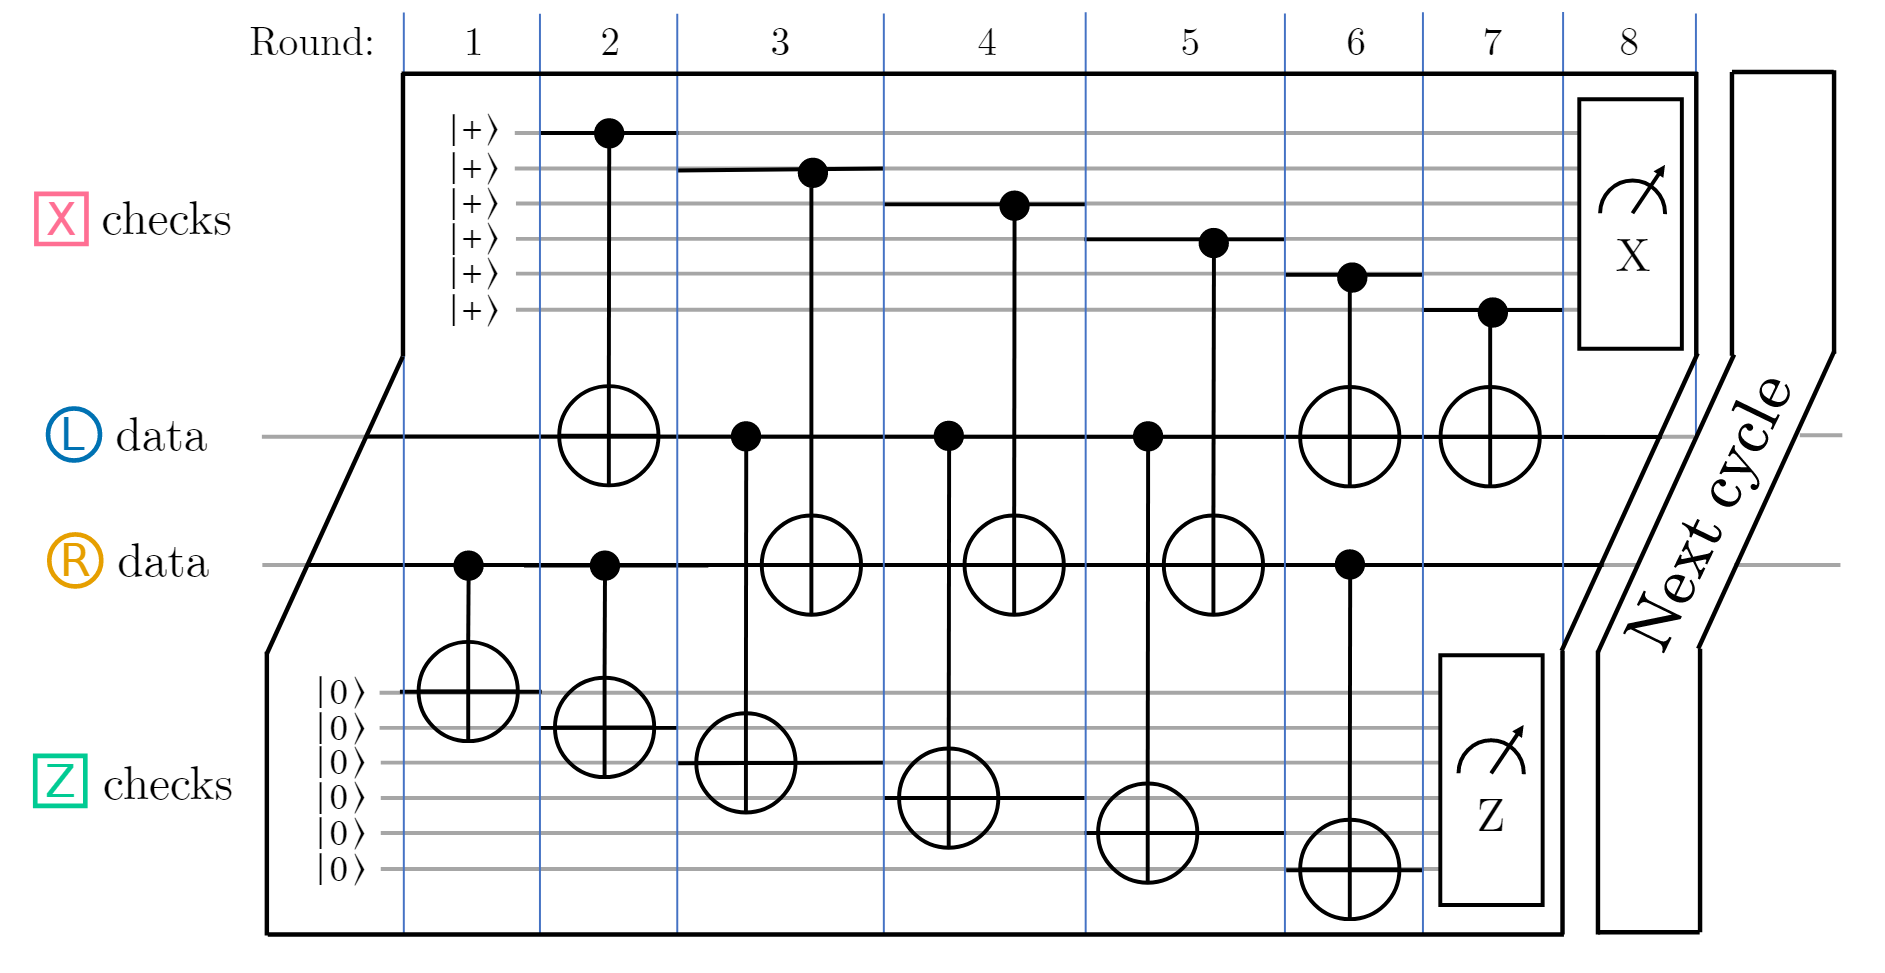 Round: 1 2 3 4 5 6 7 8
|+⟩
|+⟩
|+⟩
|+⟩
|+⟩
|+⟩
X checks
X
L data
R data
Next cycle
|0⟩
|0⟩
|0⟩
|0⟩
|0⟩
|0⟩
Z checks
Z